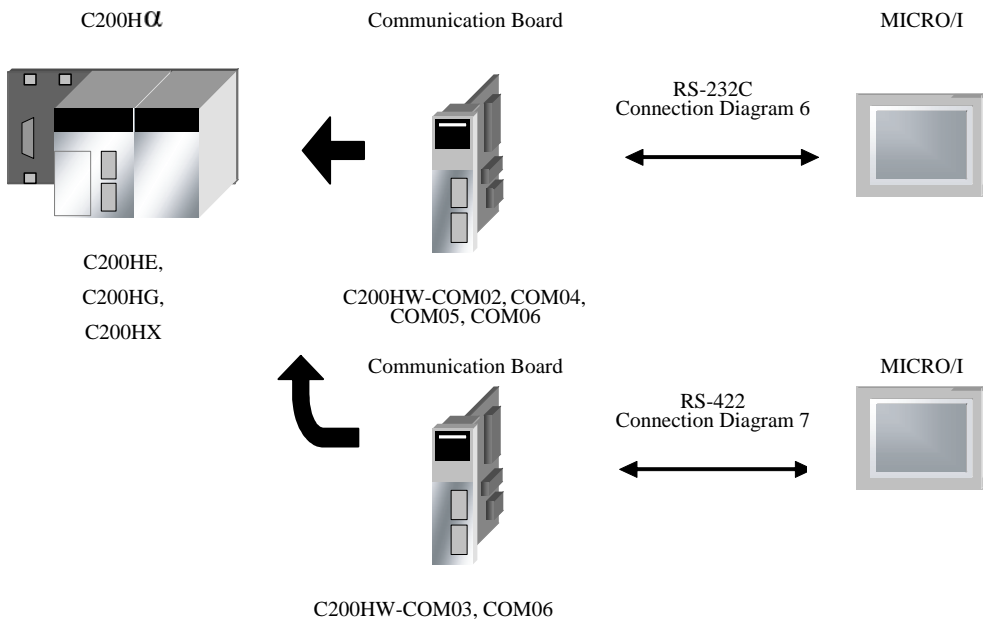 C200Hα
Communication Board
MICRO/I
RS-232C
Connection Diagram 6
C200HE,
C200HG,
C200HX
C200HW-COM02, COM04,
COM05, COM06
Communication Board
MICRO/I
RS-422
Connection Diagram 7
C200HW-COM03, COM06